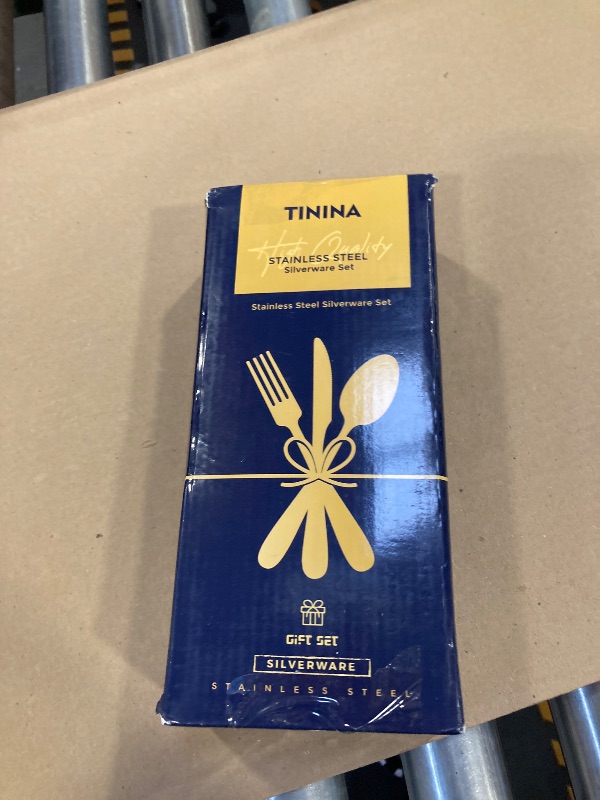 TININA
High Quality
STAINLESS STEEL
Silverware Set
Stainless Steel Silverware Set
GIFT SET
SILVERWARE
STAINLESS STEEL